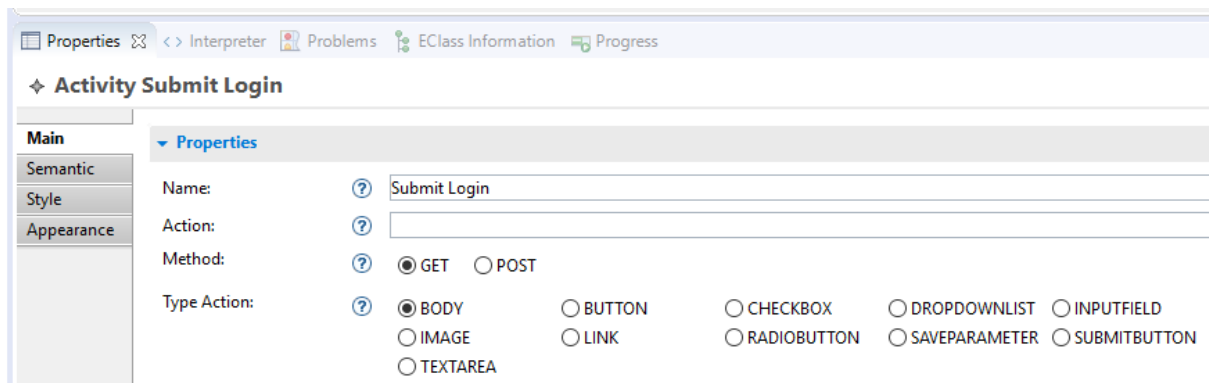 Properties Interpreter Problems EClass Information Progress
Activity Submit Login
Main
Properties
Semantic
Name: ? Submit Login
Style
Action: ?
Appearance
Method: ? GET POST
Type Action: ? BODY BUTTON CHECKBOX DROPDOWNLIST INPUTFIELD
IMAGE LINK RADIOBUTTON SAVEPARAMETER SUBMITBUTTON
TEXTAREA